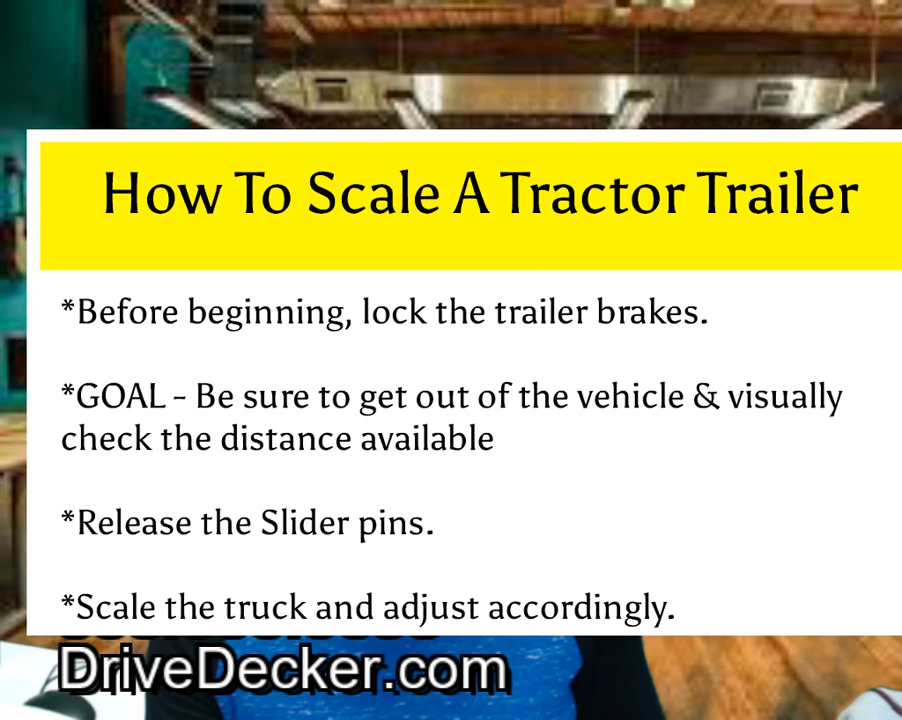 How To Scale A Tractor Trailer
*Before beginning, lock the trailer brakes.
*GOAL - Be sure to get out of the vehicle & visually
check the distance available
*Release the Slider pins.
*Scale the truck and adjust accordingly.
DriveDecker.com